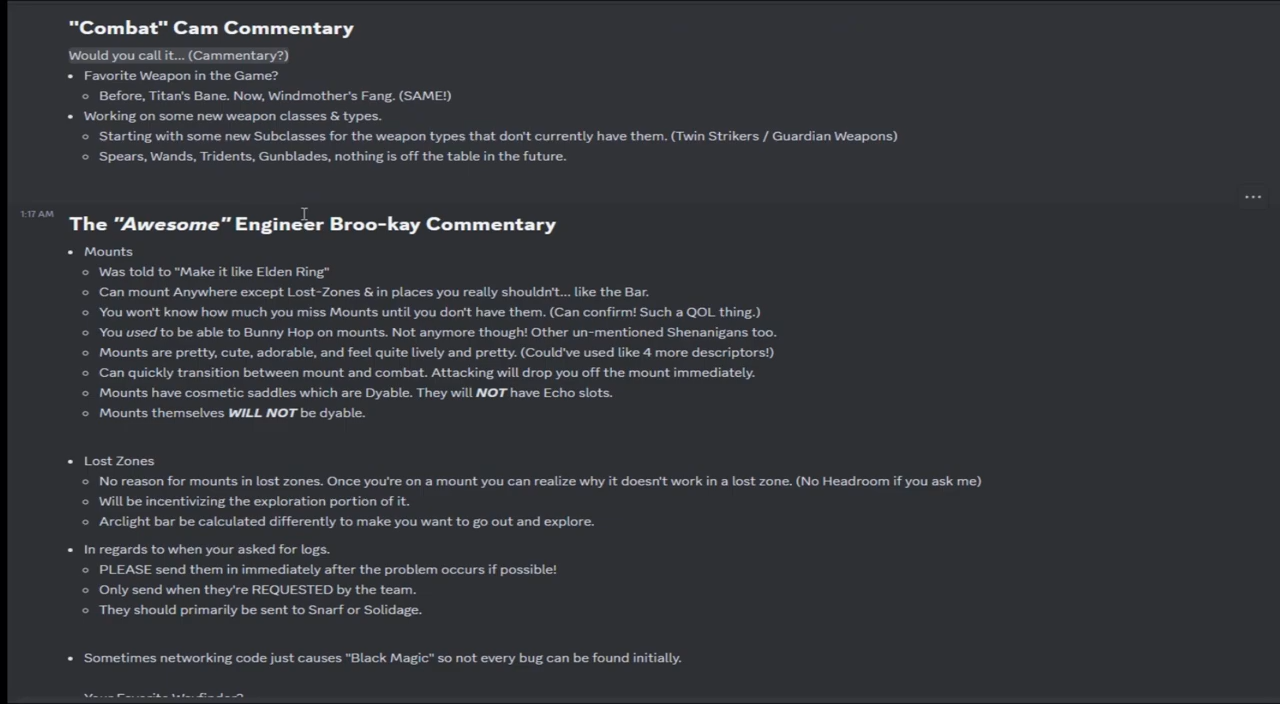 "Combat" Cam Commentary
Would you call it... (Cammentary?)
• Favorite Weapon in the Game?
○ Before, Titan's Bane. Now, Windmother's Fang. (SAME!)
• Working on some new weapon classes & types.
○ Starting with some new Subclasses for the weapon types that don't currently have them. (Twin Strikers / Guardian Weapons)
○ Spears, Wands, Tridents, Gunblades, nothing is off the table in the future.
...
1:17 AM
The "Awesome" Engineer Broo-kay Commentary
• Mounts
○ Was told to "Make it like Elden Ring"
○ Can mount Anywhere except Lost-Zones & in places you really shouldn't... like the Bar.
○ You won't know how much you miss Mounts until you don't have them. (Can confirm! Such a QOL thing.)
○ You used to be able to Bunny Hop on mounts. Not anymore though! Other un-mentioned Shenanigans too.
○ Mounts are pretty, cute, adorable, and feel quite lively and pretty. (Could've used like 4 more descriptors!)
○ Can quickly transition between mount and combat. Attacking will drop you off the mount immediately.
○ Mounts have cosmetic saddles which are Dyable. They will NOT have Echo slots.
○ Mounts themselves WILL NOT be dyable.
• Lost Zones
○ No reason for mounts in lost zones. Once you're on a mount you can realize why it doesn't work in a lost zone. (No Headroom if you ask me)
○ Will be incentivizing the exploration portion of it.
○ Arclight bar be calculated differently to make you want to go out and explore.
• In regards to when your asked for logs.
○ PLEASE send them in immediately after the problem occurs if possible!
○ Only send when they're REQUESTED by the team.
○ They should primarily be sent to Snarf or Solidage.
• Sometimes networking code just causes "Black Magic" so not every bug can be found initially.
Your Favorite Wayfinder?